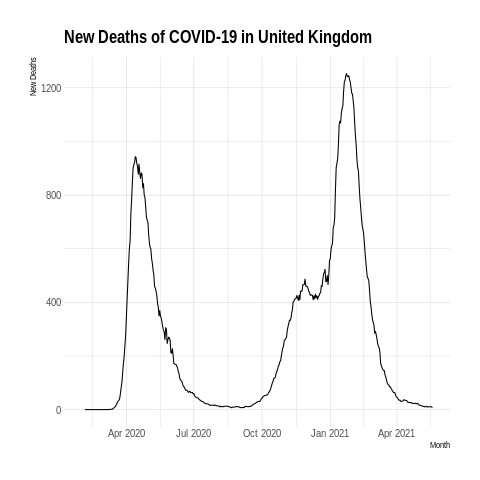 New Deaths of COVID-19 in United Kingdom
New Deaths
1200
800
400
0
Apr 2020
Jul 2020
Oct 2020
Jan 2021
Apr 2021
Month